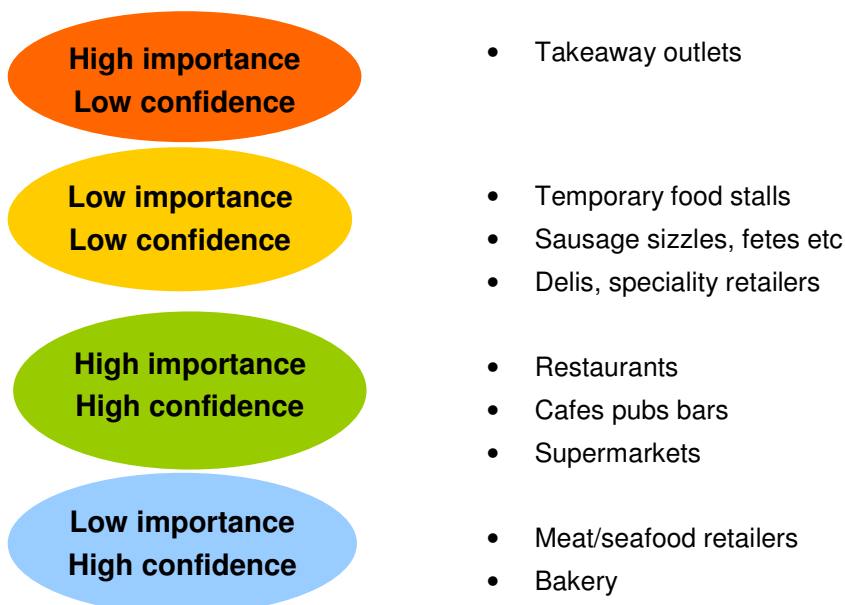 High importance
Low confidence
• Takeaway outlets
Low importance
Low confidence
• Temporary food stalls
• Sausage sizzles, fetes etc
• Delis, speciality retailers
High importance
High confidence
• Restaurants
• Cafes pubs bars
• Supermarkets
Low importance
High confidence
• Meat/seafood retailers
• Bakery